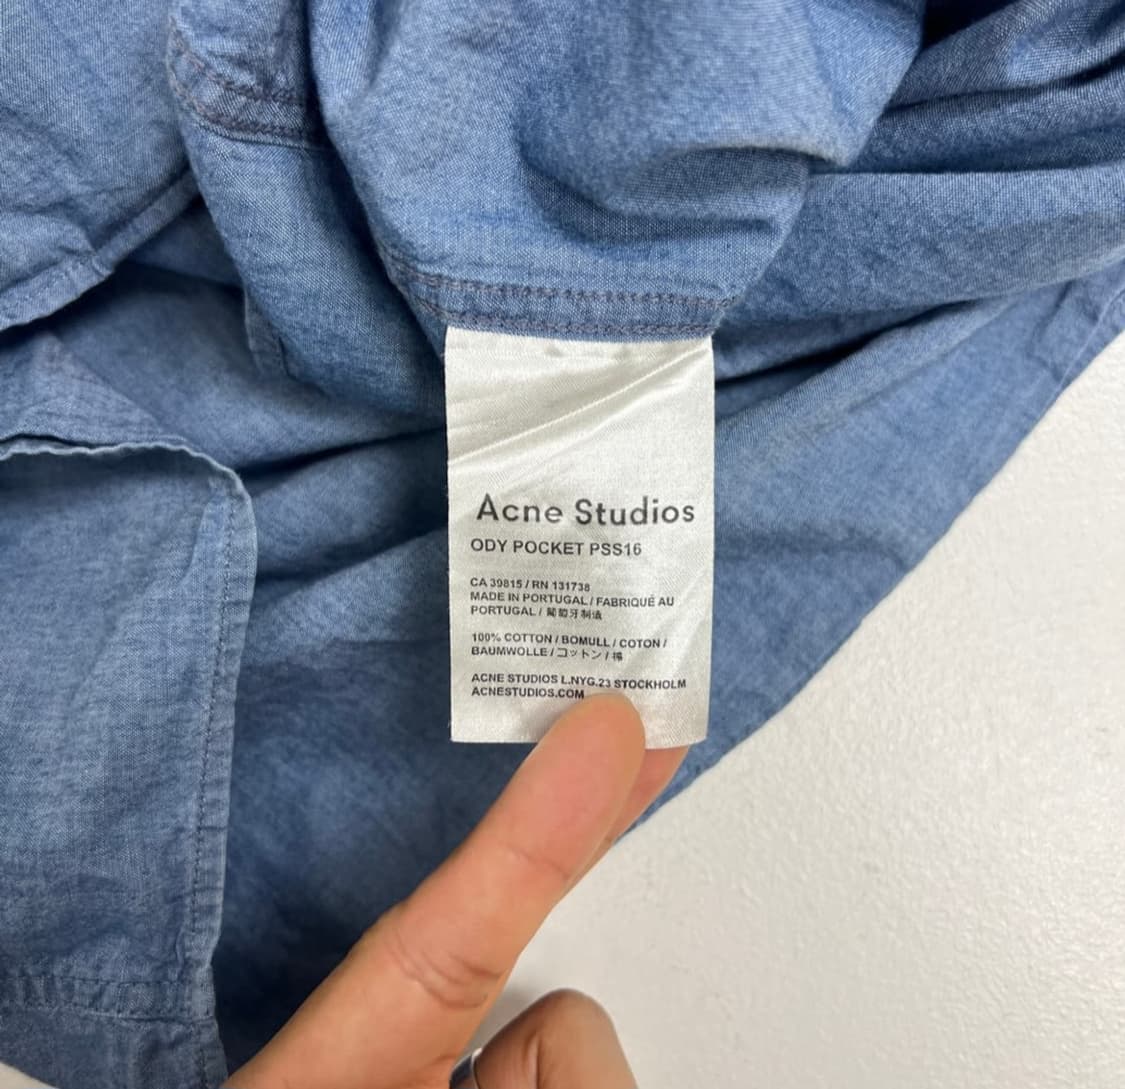 Acne Studios
ODY POCKET PSS16
CA 39815 / RN 131738
MADE IN PORTUGAL / FABRIQUÉ AU
PORTUGAL / 葡萄牙制造
100% COTTON / BOMULL / COTON /
BAUMWOLLE / コットン / 棉
ACNE STUDIOS L.NYG.23 STOCKHOLM
ACNESTUDIOS.COM